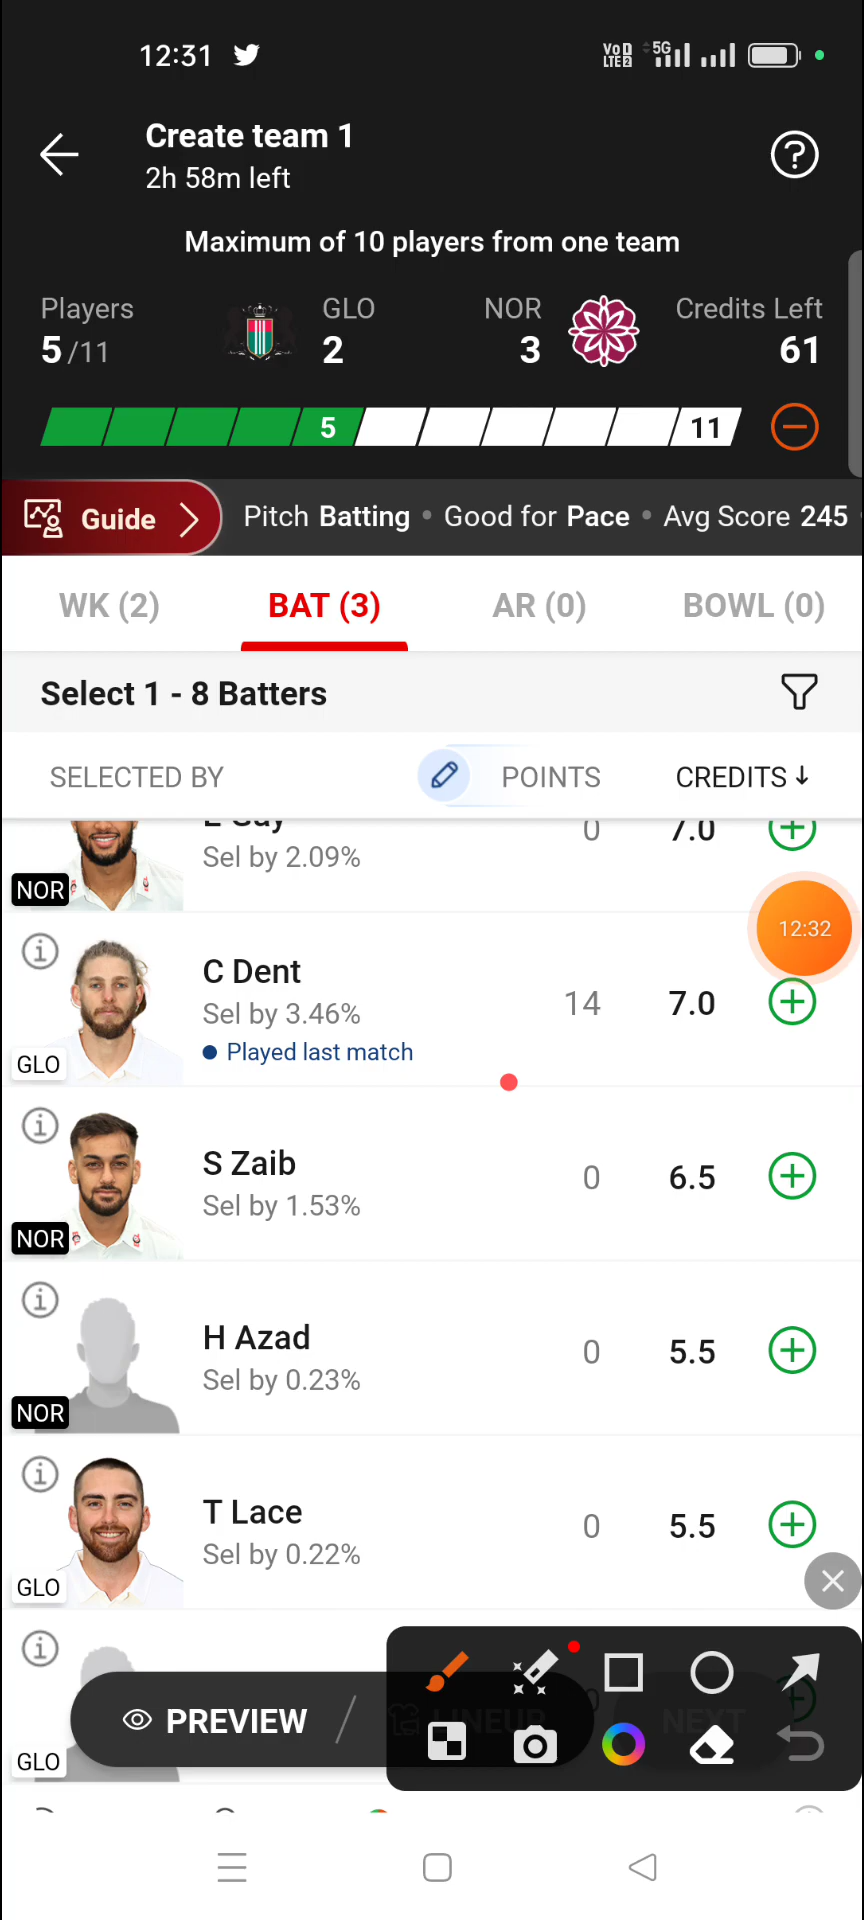 12:31
VoD LTE2 5G
Create team 1
2h 58m left
Maximum of 10 players from one team
Players GLO NOR Credits Left
5/11 2 3 61
5 11
Guide Pitch Batting • Good for Pace • Avg Score 245
WK (2) BAT (3) AR (0) BOWL (0)
Select 1 - 8 Batters
SELECTED BY POINTS CREDITS ↓
0 7.0
Sel by 2.09%
NOR
12:32
C Dent
Sel by 3.46% 14 7.0
Played last match
GLO
S Zaib
Sel by 1.53% 0 6.5
NOR
H Azad
Sel by 0.23% 0 5.5
NOR
T Lace
Sel by 0.22% 0 5.5
GLO
PREVIEW / LINEUP NEXT
GLO